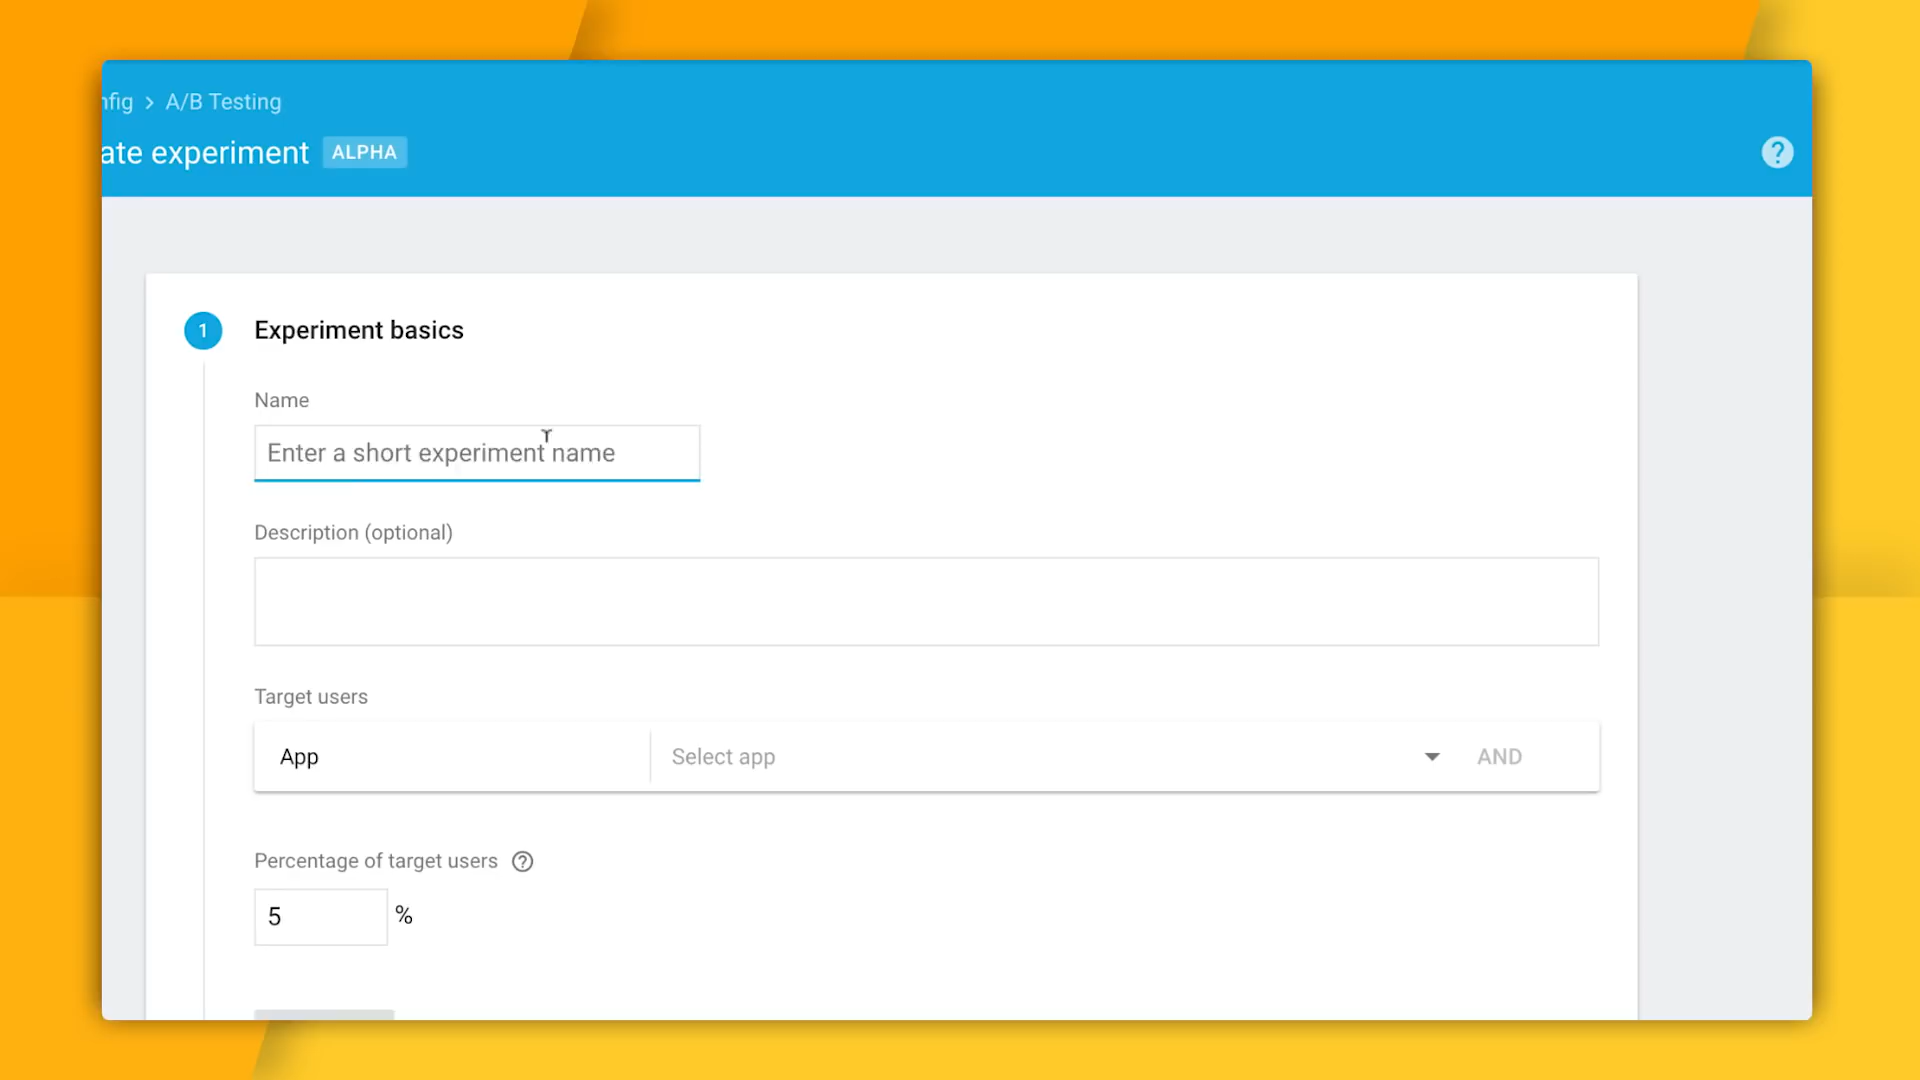 nfig > A/B Testing
ate experiment ALPHA
?
1 Experiment basics
Name
Enter a short experiment name
Description (optional)
Target users
App Select app AND
Percentage of target users ?
5 %